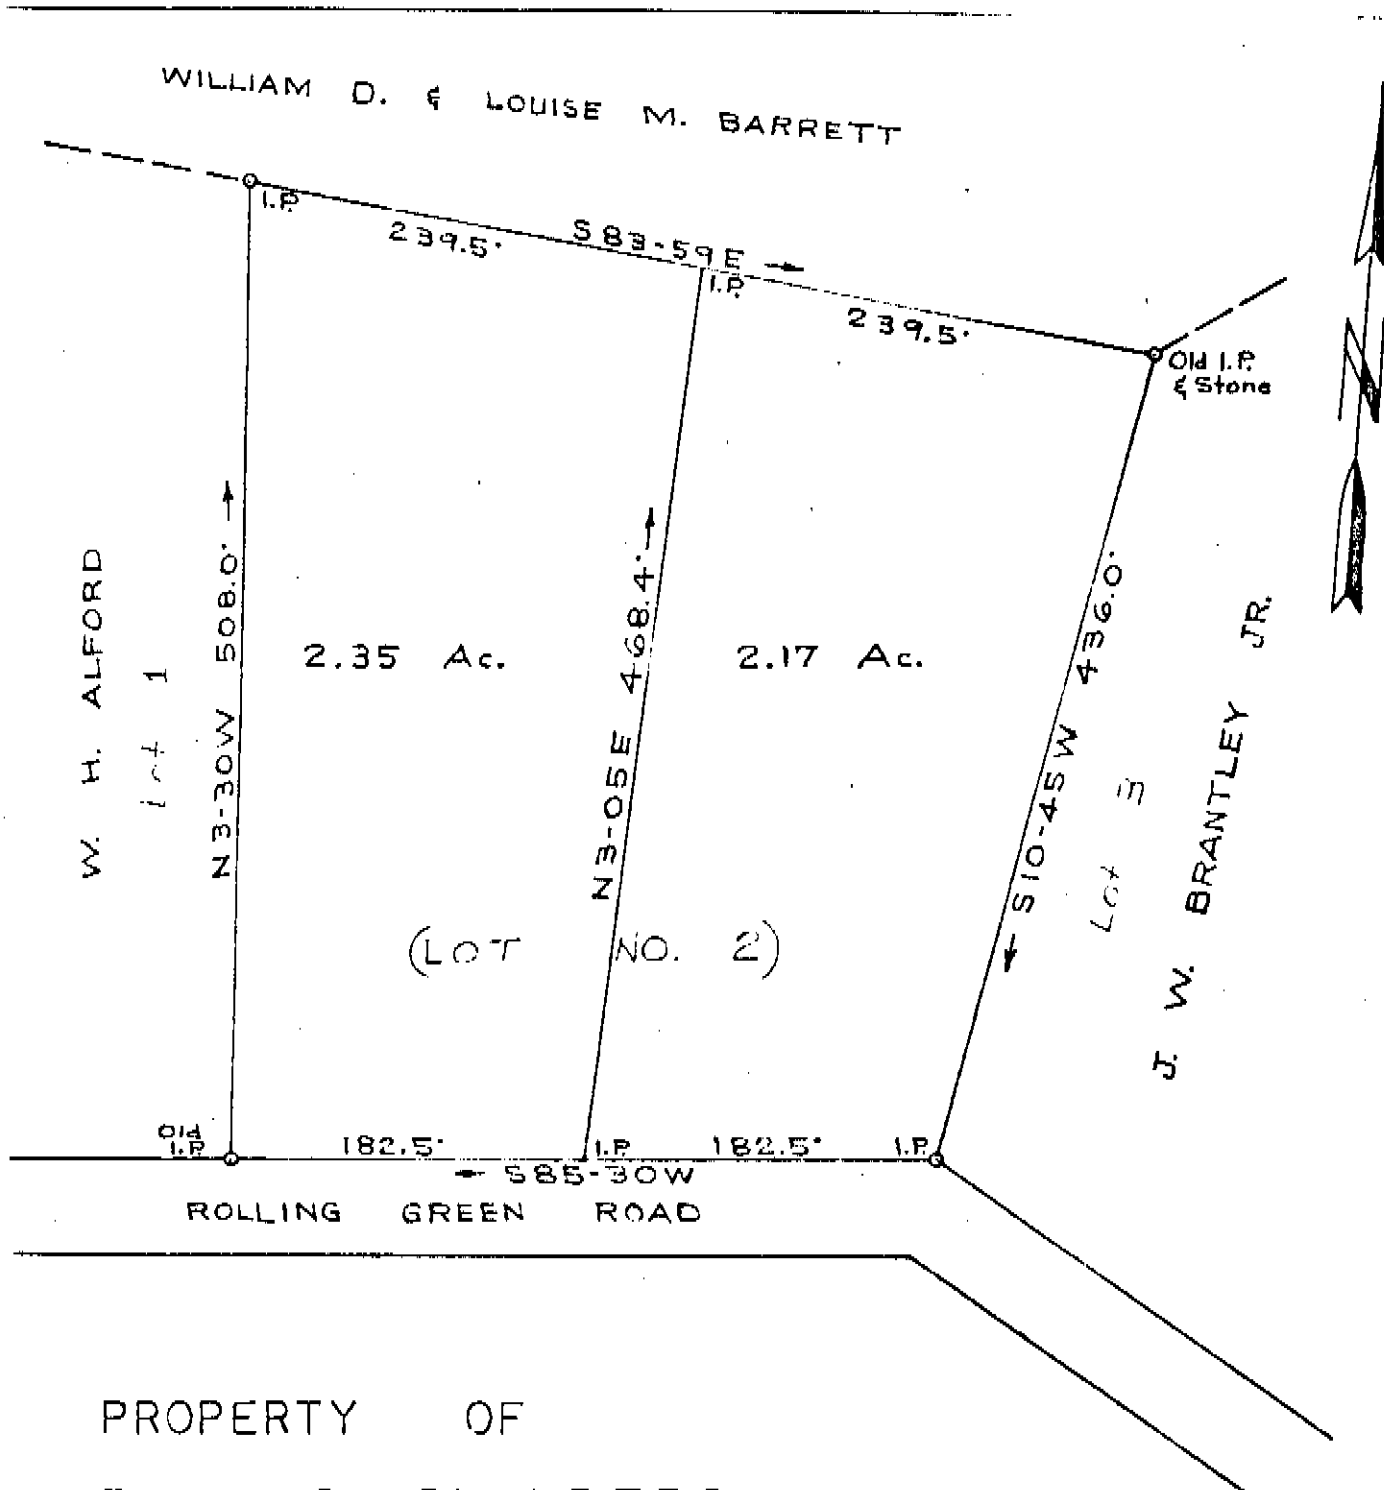 WILLIAM D. & LOUISE M. BARRETT
I.P.
239.5'
S83-59E
I.P.
239.5'
Old I.P.
& Stone
N
W. H. ALFORD
lot 1
N3-30W 508.0'
2.35 Ac.
N3-05E 468.4'
2.17 Ac.
S10-45W 436.0'
Lot
J. W. BRANTLEY JR.
(LOT NO. 2)
Old
I.P.
182.5'
I.P.
182.5'
I.P.
S85-30W
ROLLING GREEN ROAD
PROPERTY OF